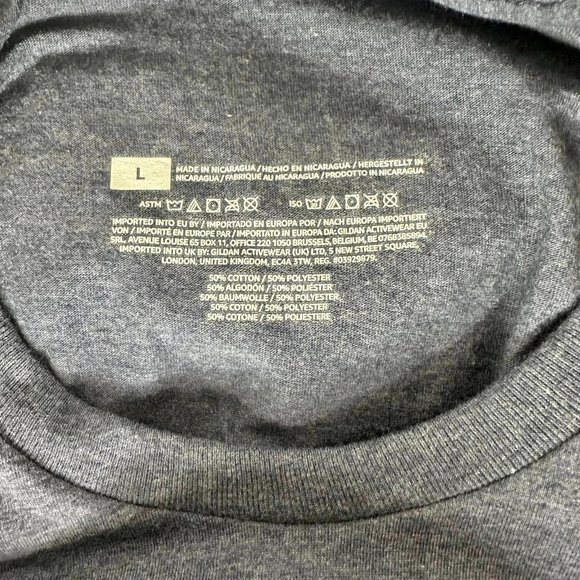 L
MADE IN NICARAGUA / HECHO EN NICARAGUA / HERGESTELLT IN
NICARAGUA / FABRIQUÉ AU NICARAGUA / PRODOTTO IN NICARAGUA
ASTM ISO
IMPORTED INTO EU BY / IMPORTADO EN EUROPA POR / NACH EUROPA IMPORTIERT
VON / IMPORTÉ EN EUROPE PAR / IMPORTATO IN EUROPA DA: GILDAN ACTIVEWEAR EU
SRL, AVENUE LOUISE 65 BOX 11, OFFICE 220 1050 BRUSSELS, BELGIUM, BE 0768385894.
IMPORTED INTO UK BY: GILDAN ACTIVEWEAR (UK) LTD, 5 NEW STREET SQUARE,
LONDON, UNITED KINGDOM, EC4A 3TW, REG. #03929879.
50% COTTON / 50% POLYESTER
50% ALGODÓN / 50% POLIÉSTER
50% BAUMWOLLE / 50% POLYESTER
50% COTON / 50% POLYESTER
50% COTONE / 50% POLIESTERE